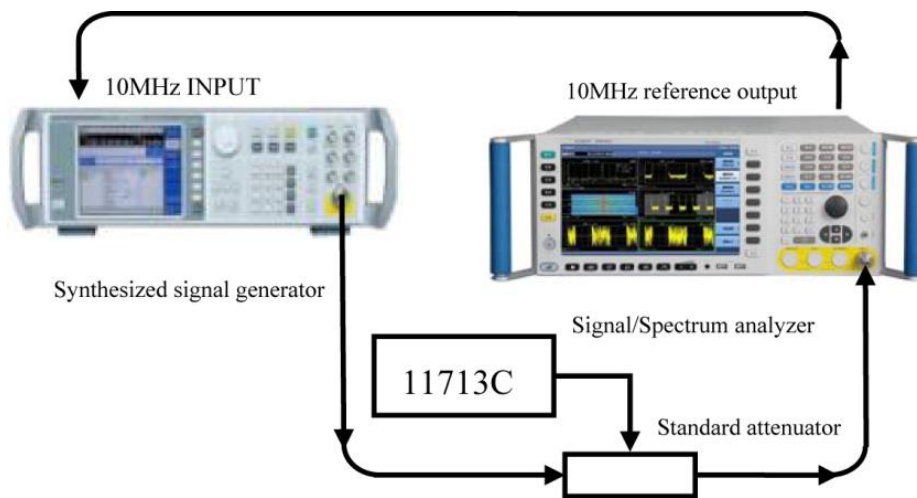 10MHz INPUT
10MHz reference output
Synthesized signal generator
Signal/Spectrum analyzer
11713C
Standard attenuator